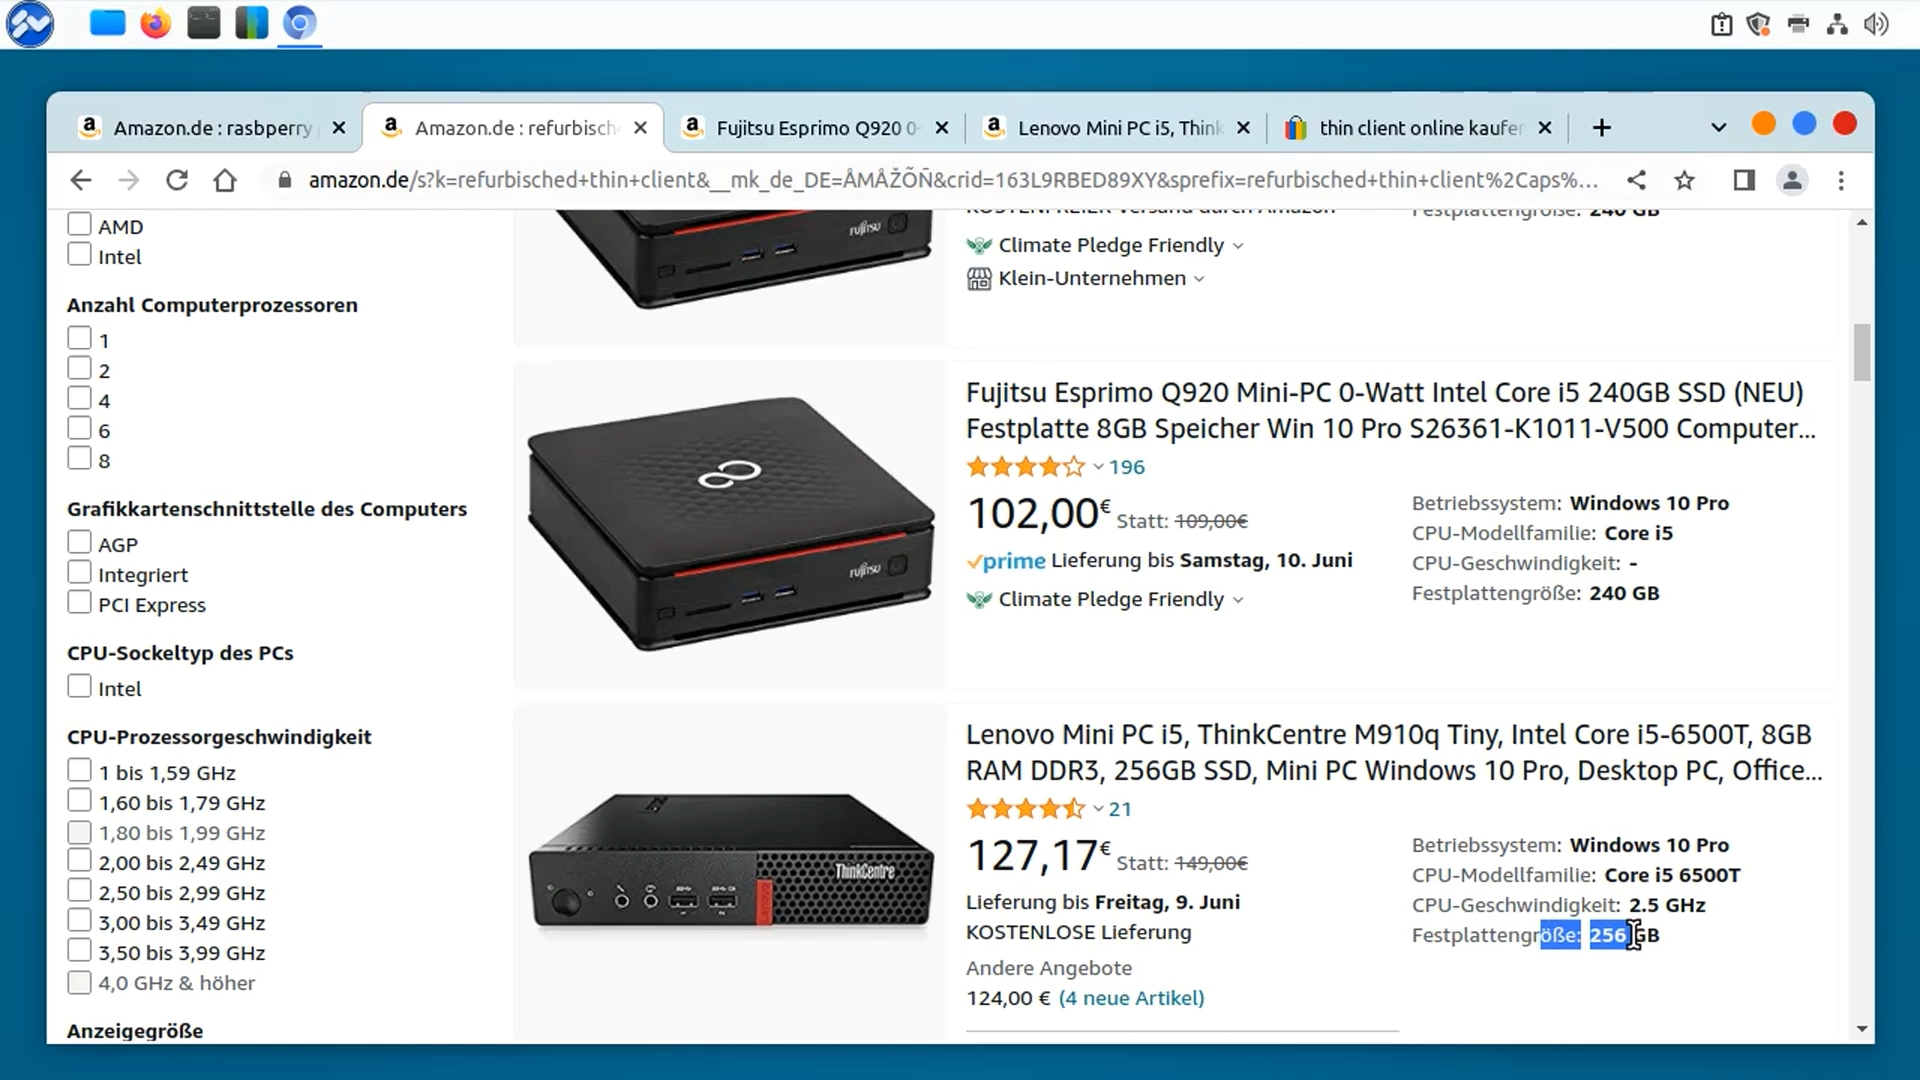 Amazon.de : rasbperry
Amazon.de : refurbisch
Fujitsu Esprimo Q920 0-
Lenovo Mini PC i5, Think
thin client online kaufen
amazon.de/s?k=refurbisched+thin+client&__mk_de_DE=ÅMÅŽÕÑ&crid=163L9RBED89XY&sprefix=refurbisched+thin+client%2Caps%...
AMD
Intel
Anzahl Computerprozessoren
1
2
4
6
8
Grafikkartenschnittstelle des Computers
AGP
Integriert
PCI Express
CPU-Sockeltyp des PCs
Intel
CPU-Prozessorgeschwindigkeit
1 bis 1,59 GHz
1,60 bis 1,79 GHz
1,80 bis 1,99 GHz
2,00 bis 2,49 GHz
2,50 bis 2,99 GHz
3,00 bis 3,49 GHz
3,50 bis 3,99 GHz
4,0 GHz & höher
Anzeigegröße
FUJITSU
KOSTENFREIER Versand durch Amazon
Festplattengröße: 240 GB
Climate Pledge Friendly
Klein-Unternehmen
FUJITSU
Fujitsu Esprimo Q920 Mini-PC 0-Watt Intel Core i5 240GB SSD (NEU)
Festplatte 8GB Speicher Win 10 Pro S26361-K1011-V500 Computer...
196
102,00€ Statt: 109,00€
prime Lieferung bis Samstag, 10. Juni
Climate Pledge Friendly
Betriebssystem: Windows 10 Pro
CPU-Modellfamilie: Core i5
CPU-Geschwindigkeit: -
Festplattengröße: 240 GB
ThinkCentre
Lenovo
Lenovo Mini PC i5, ThinkCentre M910q Tiny, Intel Core i5-6500T, 8GB
RAM DDR3, 256GB SSD, Mini PC Windows 10 Pro, Desktop PC, Office...
21
127,17€ Statt: 149,00€
Lieferung bis Freitag, 9. Juni
KOSTENLOSE Lieferung
Andere Angebote
124,00 € (4 neue Artikel)
Betriebssystem: Windows 10 Pro
CPU-Modellfamilie: Core i5 6500T
CPU-Geschwindigkeit: 2.5 GHz
Festplattengröße: 256 GB